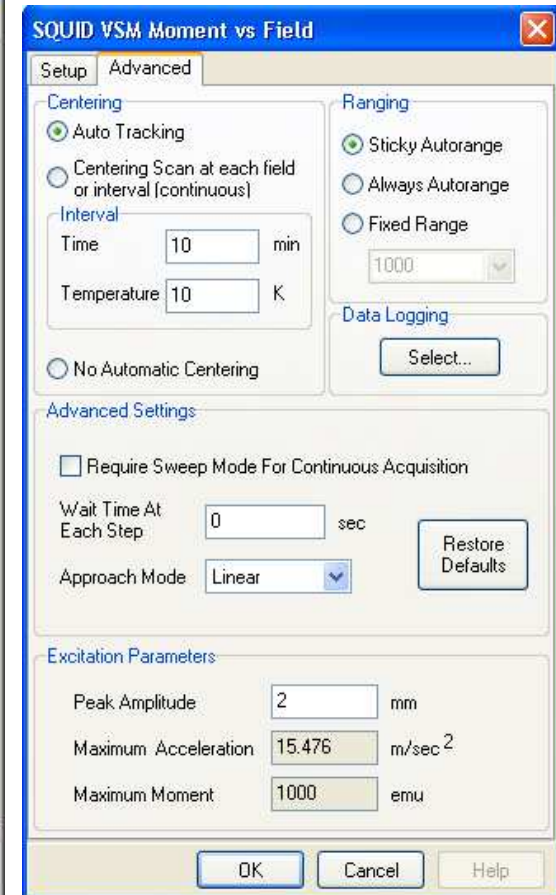 SQUID VSM Moment vs Field
Setup
Advanced
Centering
Auto Tracking
Centering Scan at each field
or interval (continuous)
Interval
Time 10 min
Temperature 10 K
No Automatic Centering
Ranging
Sticky Autorange
Always Autorange
Fixed Range
1000
Data Logging
Select...
Advanced Settings
Require Sweep Mode For Continuous Acquisition
Wait Time At
Each Step 0 sec
Approach Mode Linear
Restore
Defaults
Excitation Parameters
Peak Amplitude 2 mm
Maximum Acceleration 15.476 m/sec 2
Maximum Moment 1000 emu
OK Cancel Help